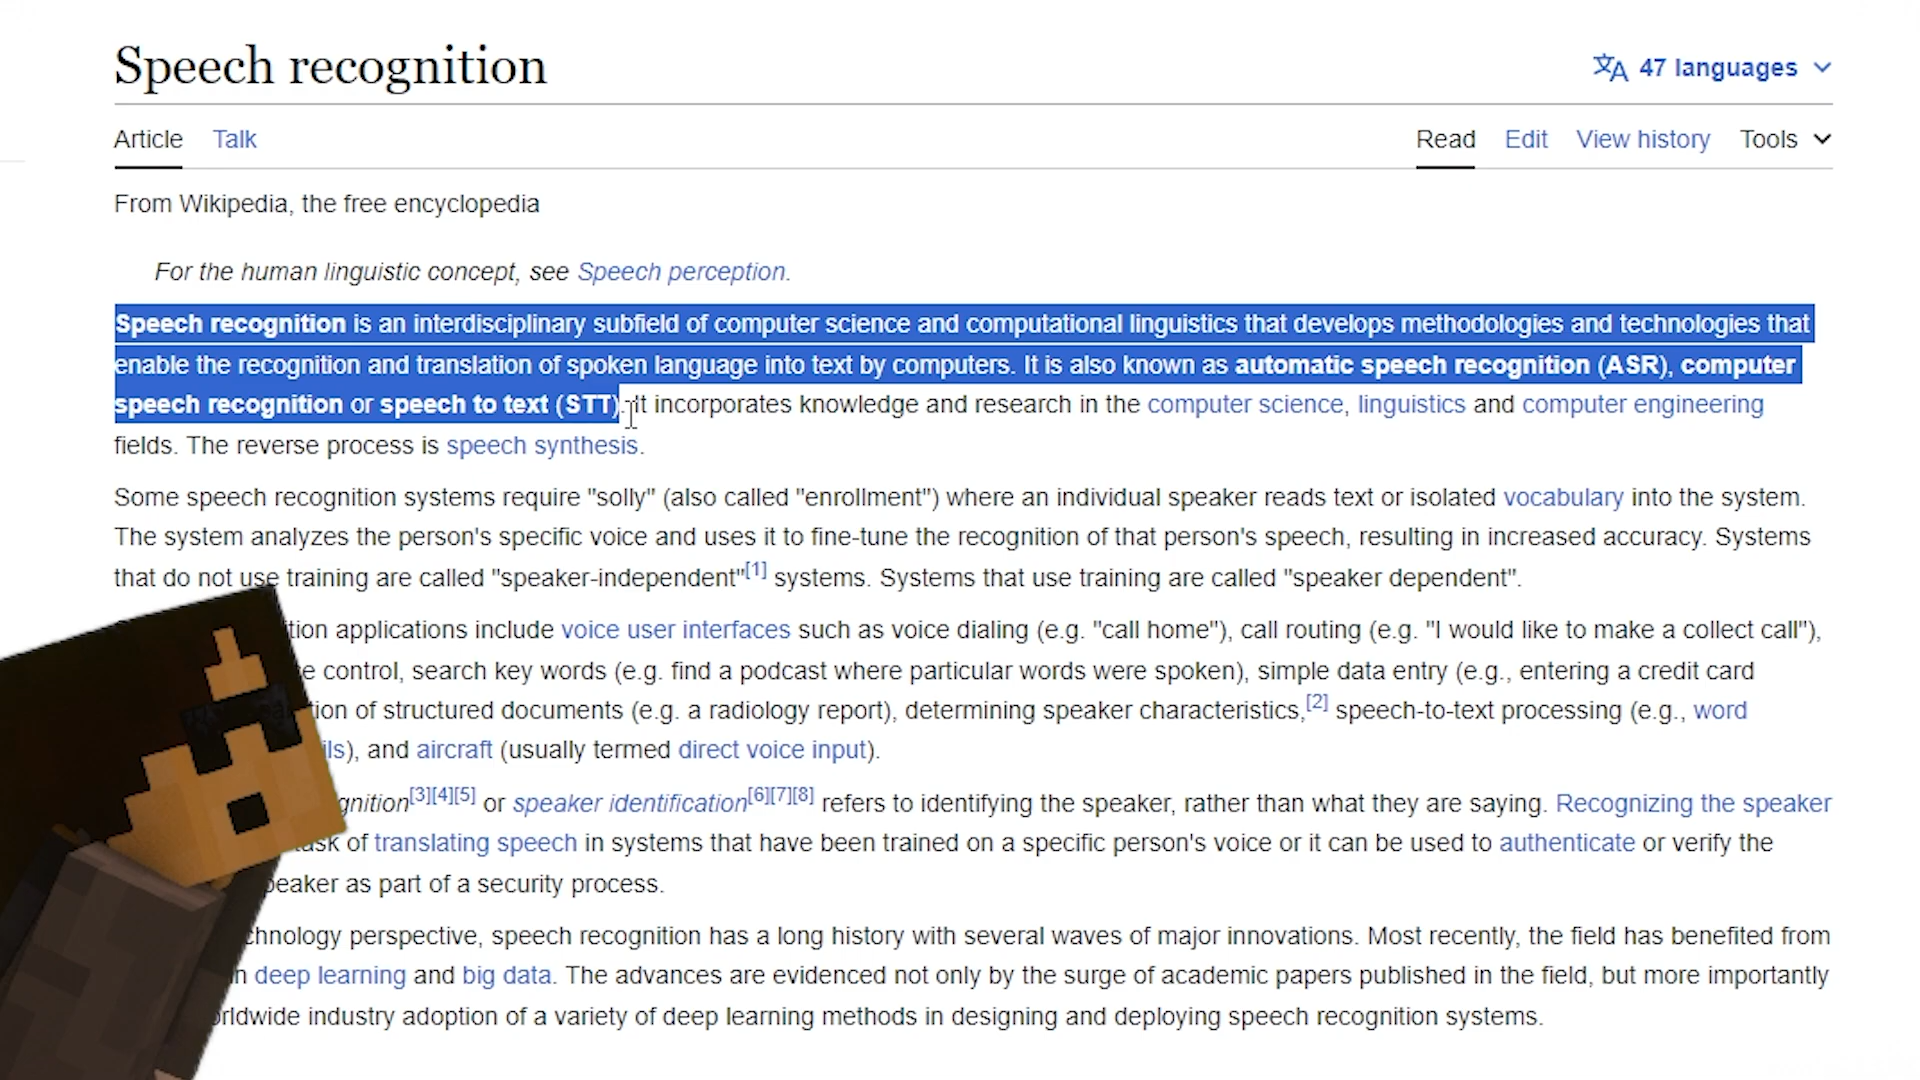 Speech recognition
47 languages
Article Talk Read Edit View history Tools
From Wikipedia, the free encyclopedia
For the human linguistic concept, see Speech perception.
Speech recognition is an interdisciplinary subfield of computer science and computational linguistics that develops methodologies and technologies that
enable the recognition and translation of spoken language into text by computers. It is also known as automatic speech recognition (ASR), computer
speech recognition or speech to text (STT). It incorporates knowledge and research in the computer science, linguistics and computer engineering
fields. The reverse process is speech synthesis.
Some speech recognition systems require "solly" (also called "enrollment") where an individual speaker reads text or isolated vocabulary into the system.
The system analyzes the person's specific voice and uses it to fine-tune the recognition of that person's speech, resulting in increased accuracy. Systems
that do not use training are called "speaker-independent"[1] systems. Systems that use training are called "speaker dependent".
applications include voice user interfaces such as voice dialing (e.g. "call home"), call routing (e.g. "I would like to make a collect call"),
control, search key words (e.g. find a podcast where particular words were spoken), simple data entry (e.g., entering a credit card
of structured documents (e.g. a radiology report), determining speaker characteristics,[2] speech-to-text processing (e.g., word
), and aircraft (usually termed direct voice input).
[3][4][5] or speaker identification[6][7][8] refers to identifying the speaker, rather than what they are saying. Recognizing the speaker
of translating speech in systems that have been trained on a specific person's voice or it can be used to authenticate or verify the
speaker as part of a security process.
technology perspective, speech recognition has a long history with several waves of major innovations. Most recently, the field has benefited from
deep learning and big data. The advances are evidenced not only by the surge of academic papers published in the field, but more importantly
worldwide industry adoption of a variety of deep learning methods in designing and deploying speech recognition systems.